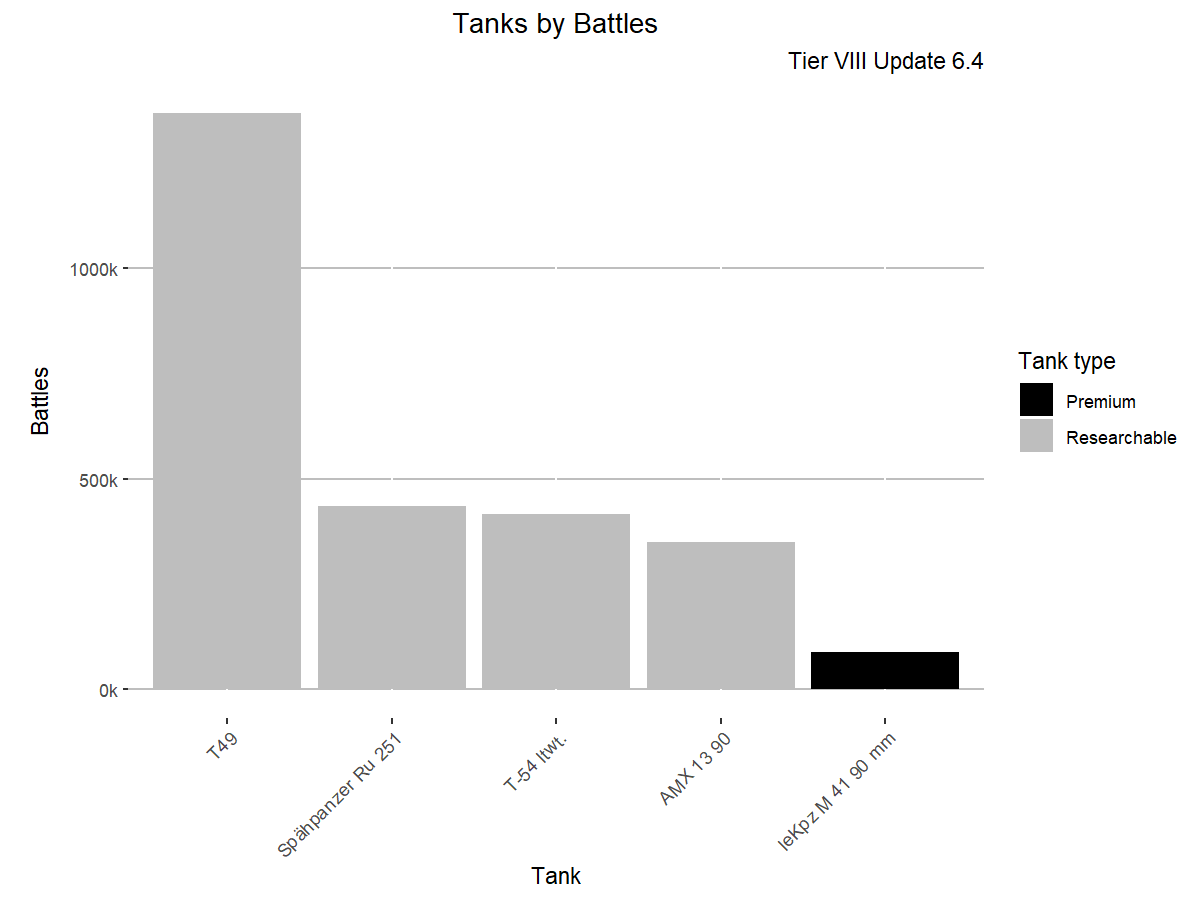 Tanks by Battles
Tier VIII Update 6.4
1000k
500k
0k
Battles
T49
Spähpanzer Ru 251
T-54 ltwt.
AMX 13 90
leKpz M 41 90 mm
Tank
Tank type
Premium
Researchable